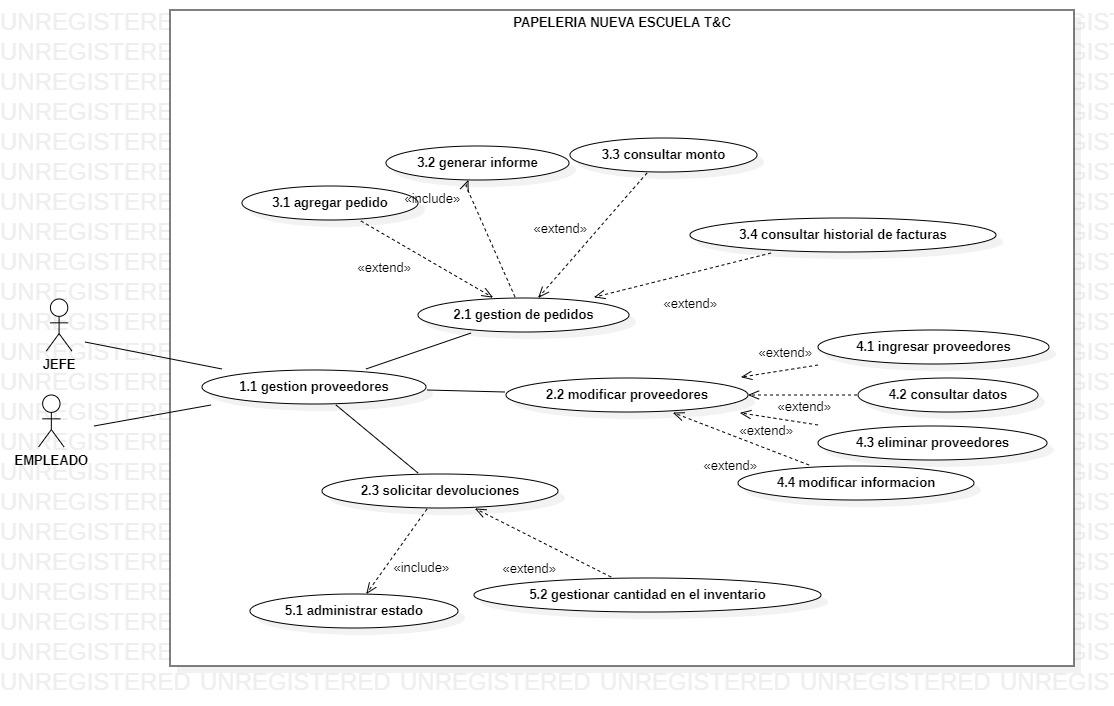 PAPELERIA NUEVA ESCUELA T&C
3.2 generar informe
3.3 consultar monto
3.1 agregar pedido
«include»
«extend»
3.4 consultar historial de facturas
«extend»
«extend»
2.1 gestion de pedidos
JEFE
4.1 ingresar proveedores
«extend»
1.1 gestion proveedores
2.2 modificar proveedores
4.2 consultar datos
«extend»
EMPLEADO
«extend»
4.3 eliminar proveedores
«extend»
4.4 modificar informacion
2.3 solicitar devoluciones
«include»
«extend»
5.1 administrar estado
5.2 gestionar cantidad en el inventario
UNREGISTERED UNREGISTERED UNREGISTERED UNREGISTERED UNREGISTERED